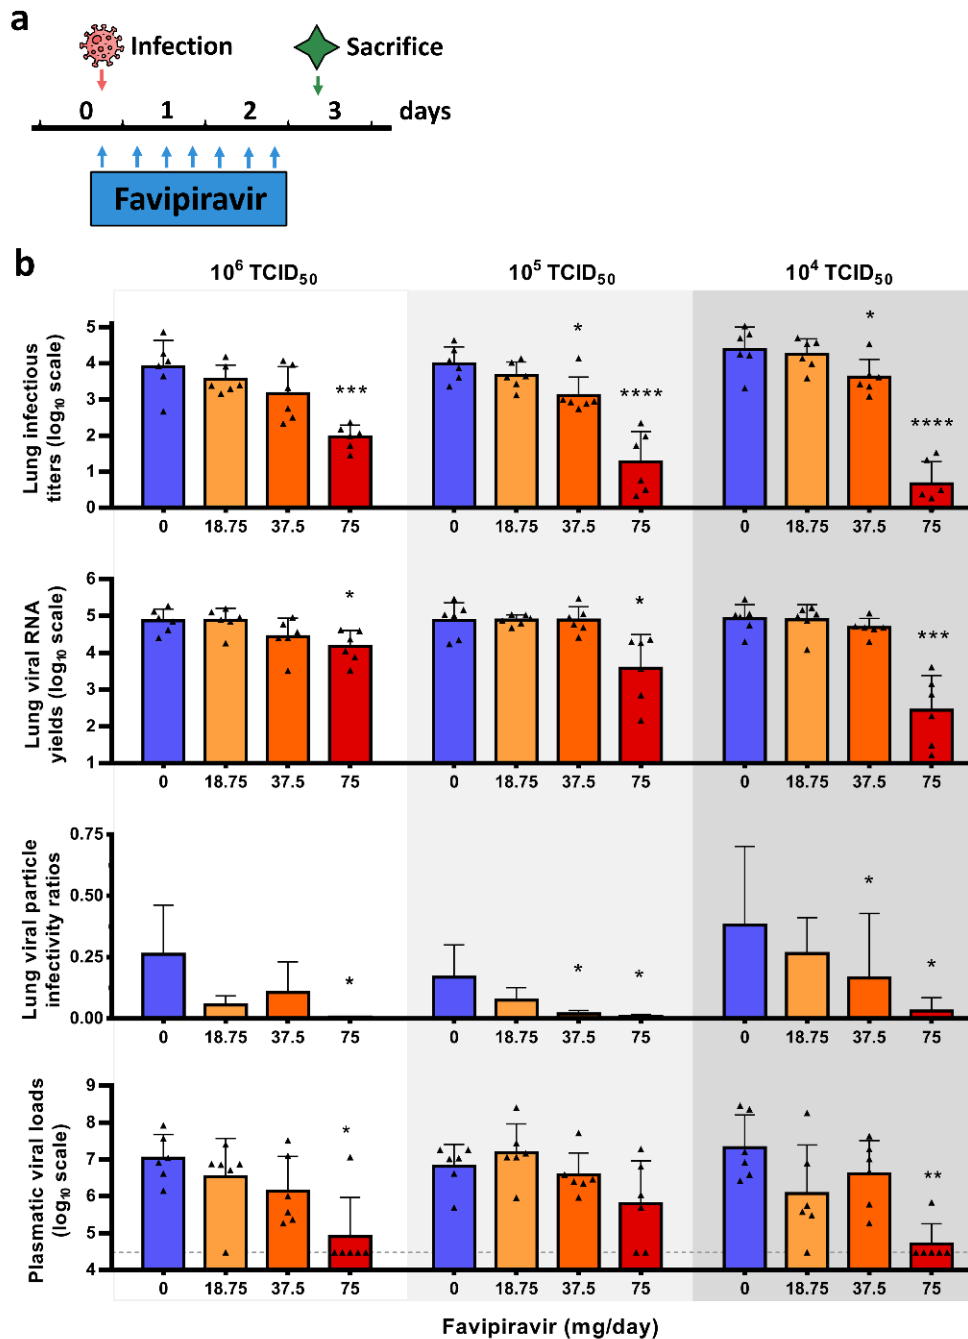 a
Infection
Sacrifice
0 1 2 3 days
Favipiravir
b
10⁶ TCID₅₀ 10⁵ TCID₅₀ 10⁴ TCID₅₀
Lung infectious
titers (log₁₀ scale)
5
4
3
2
1
0
*** * **** * ****
0 18.75 37.5 75 0 18.75 37.5 75 0 18.75 37.5 75
Lung viral RNA
yields (log₁₀ scale)
6
5
4
3
2
1
* * ***
0 18.75 37.5 75 0 18.75 37.5 75 0 18.75 37.5 75
Lung viral particle
infectivity ratios
0.75
0.50
0.25
0.00
* * * * *
0 18.75 37.5 75 0 18.75 37.5 75 0 18.75 37.5 75
Plasmatic viral loads
(log₁₀ scale)
9
8
7
6
5
4
* **
0 18.75 37.5 75 0 18.75 37.5 75 0 18.75 37.5 75
Favipiravir (mg/day)